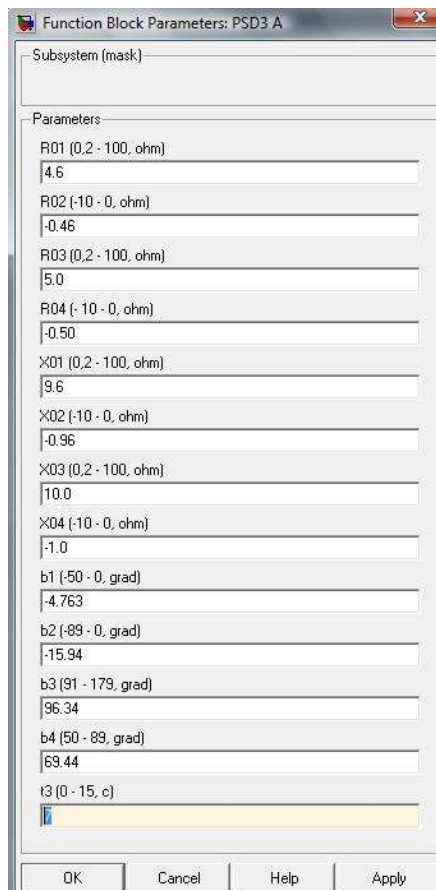 Function Block Parameters: PSD3 A
Subsystem (mask)
Parameters
R01 (0,2 - 100, ohm)
4.6
R02 (-10 - 0, ohm)
-0.46
R03 (0,2 - 100, ohm)
5.0
R04 (- 10 - 0, ohm)
-0.50
X01 (0,2 - 100, ohm)
9.6
X02 (-10 - 0, ohm)
-0.96
X03 (0,2 - 100, ohm)
10.0
X04 (-10 - 0, ohm)
-1.0
b1 (-50 - 0, grad)
-4.763
b2 (-89 - 0, grad)
-15.94
b3 (91 - 179, grad)
96.34
b4 (50 - 89, grad)
69.44
t3 (0 - 15, c)
7
OK Cancel Help Apply